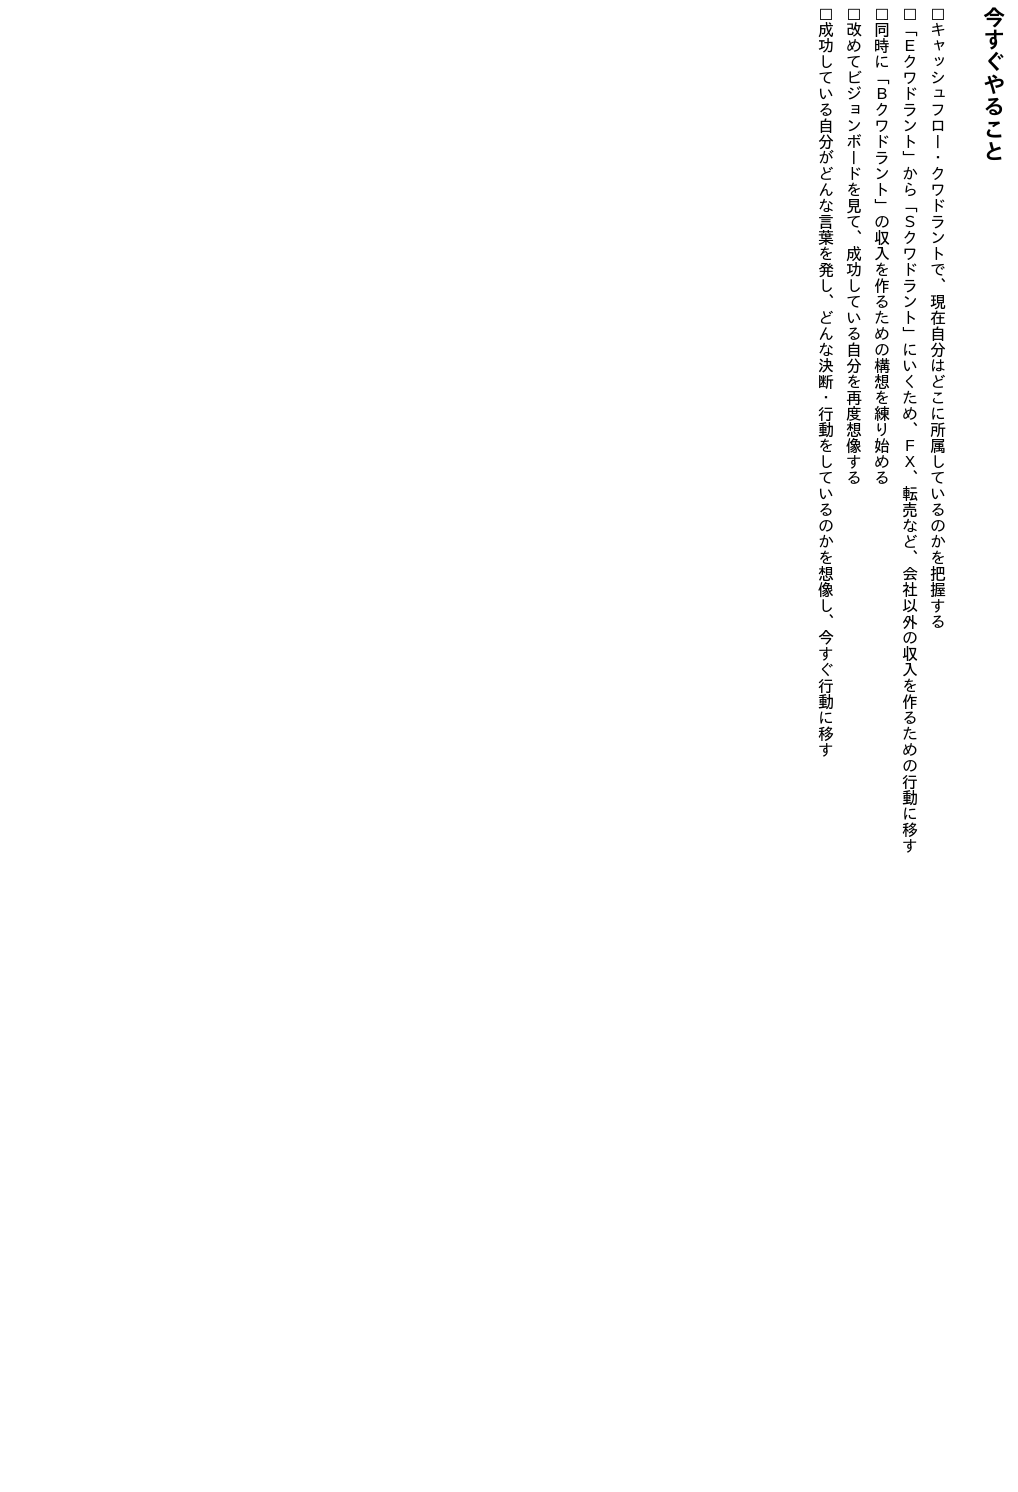 今すぐやること
□キャッシュフロー・クワドラントで、現在自分はどこに所属しているのかを把握する
□「Ｅクワドラント」から「Ｓクワドラント」にいくため、ＦＸ、転売など、会社以外の収入を作るための行動に移す
□同時に「Ｂクワドラント」の収入を作るための構想を練り始める
□改めてビジョンボードを見て、成功している自分を再度想像する
□成功している自分がどんな言葉を発し、どんな決断・行動をしているのかを想像し、今すぐ行動に移す